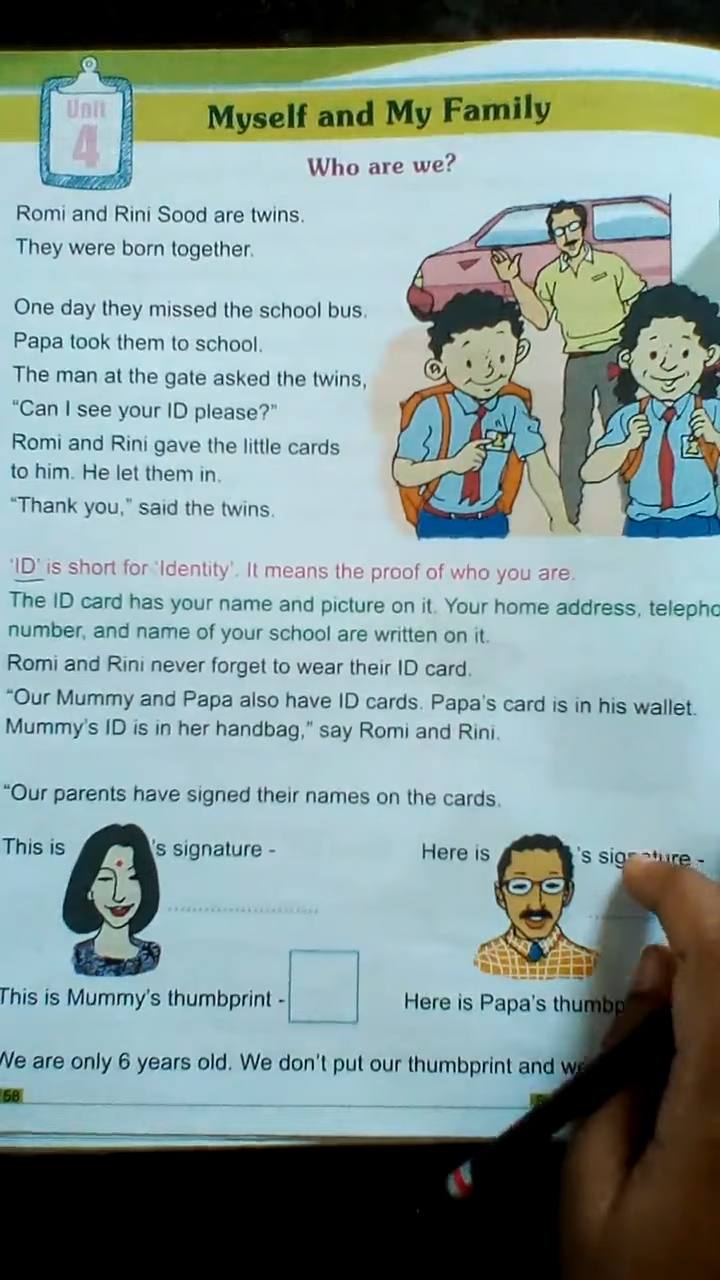 Unit
4
Myself and My Family
Who are we?
Romi and Rini Sood are twins.
They were born together.
One day they missed the school bus.
Papa took them to school.
The man at the gate asked the twins,
“Can I see your ID please?”
Romi and Rini gave the little cards
to him. He let them in.
“Thank you,” said the twins.
‘ID’ is short for ‘Identity’. It means the proof of who you are.
The ID card has your name and picture on it. Your home address, telepho
number, and name of your school are written on it.
Romi and Rini never forget to wear their ID card.
“Our Mummy and Papa also have ID cards. Papa’s card is in his wallet.
Mummy’s ID is in her handbag,” say Romi and Rini.
“Our parents have signed their names on the cards.
This is ’s signature -
Here is ’s signature -
This is Mummy’s thumbprint -
Here is Papa’s thumbp
We are only 6 years old. We don’t put our thumbprint and we
58